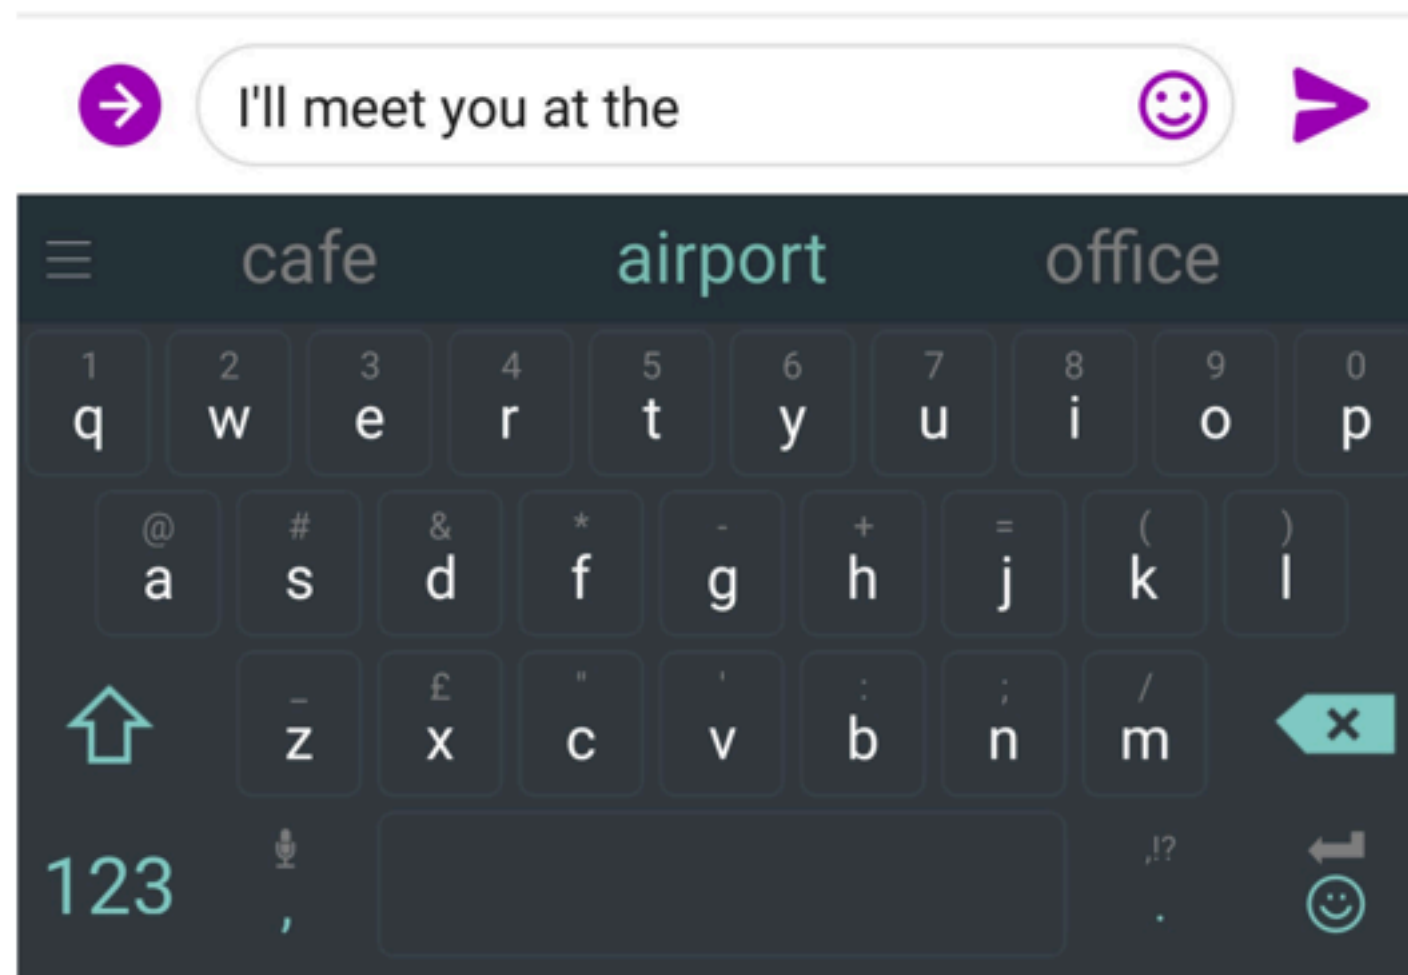 I'll meet you at the
cafe airport office
1 2 3 4 5 6 7 8 9 0
q w e r t y u i o p
@ # & * - + = ( )
a s d f g h j k l
_ £ " ' : ; /
z x c v b n m
,!?
123 , .